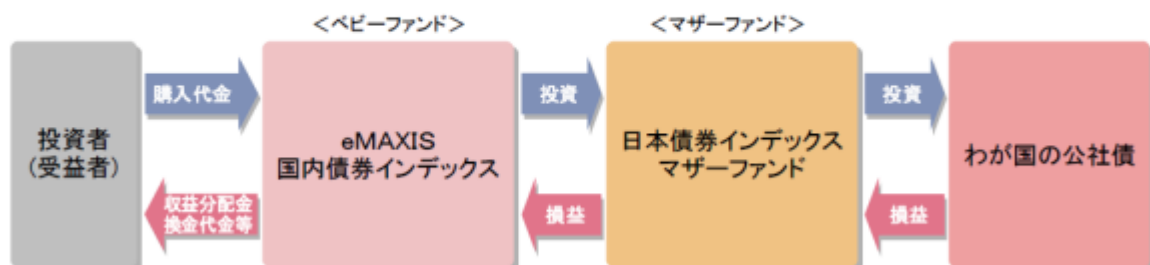 ＜ベビーファンド＞
＜マザーファンド＞
投資者
(受益者)
購入代金
収益分配金
換金代金等
eMAXIS
国内債券インデックス
投資
損益
日本債券インデックス
マザーファンド
投資
損益
わが国の公社債